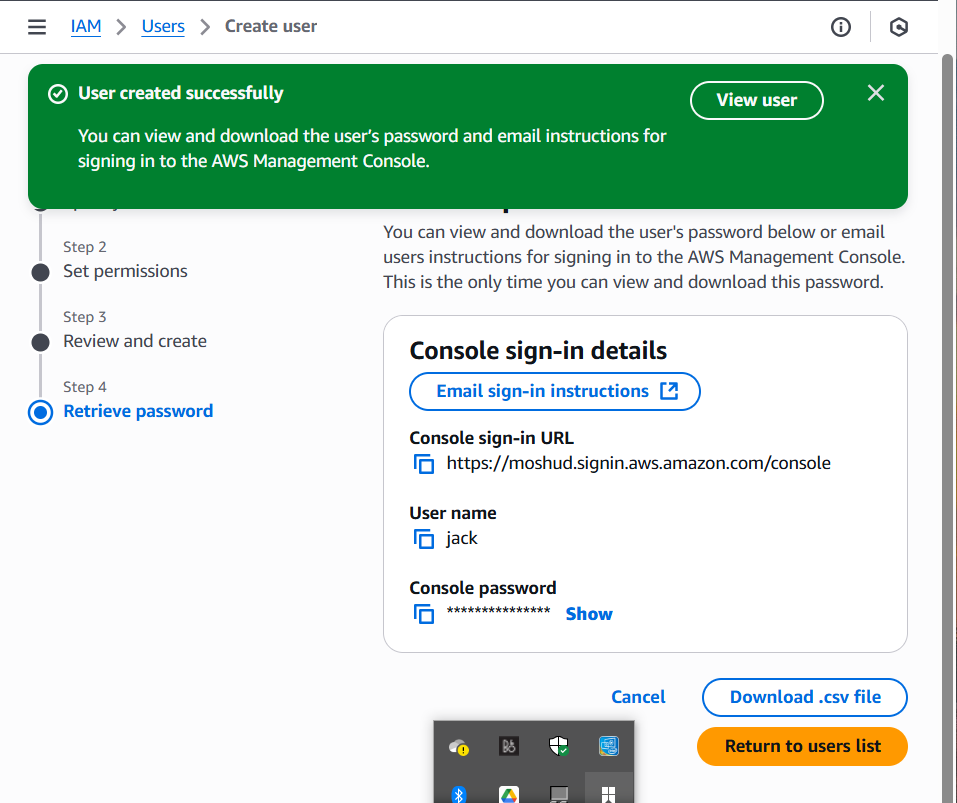 IAM > Users > Create user
User created successfully
View user
You can view and download the user's password and email instructions for
signing in to the AWS Management Console.
Step 2
Set permissions
Step 3
Review and create
Step 4
Retrieve password
You can view and download the user's password below or email
users instructions for signing in to the AWS Management Console.
This is the only time you can view and download this password.
Console sign-in details
Email sign-in instructions
Console sign-in URL
https://moshud.signin.aws.amazon.com/console
User name
jack
Console password
*************** Show
Cancel
Download .csv file
Return to users list